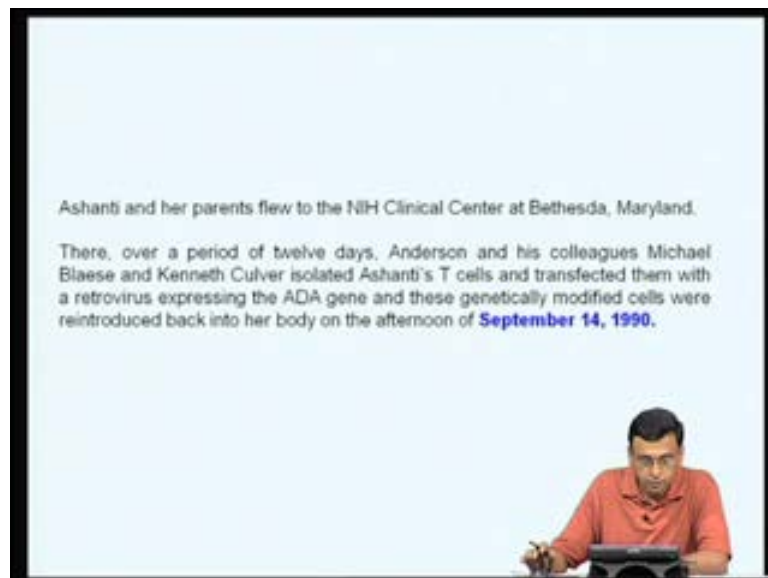 Ashanti and her parents flew to the NIH Clinical Center at Bethesda, Maryland.
There, over a period of twelve days, Anderson and his colleagues Michael
Blaese and Kenneth Culver isolated Ashanti`s T cells and transfected them with
a retrovirus expressing the ADA gene and these genetically modified cells were
reintroduced back into her body on the afternoon of September 14, 1990.